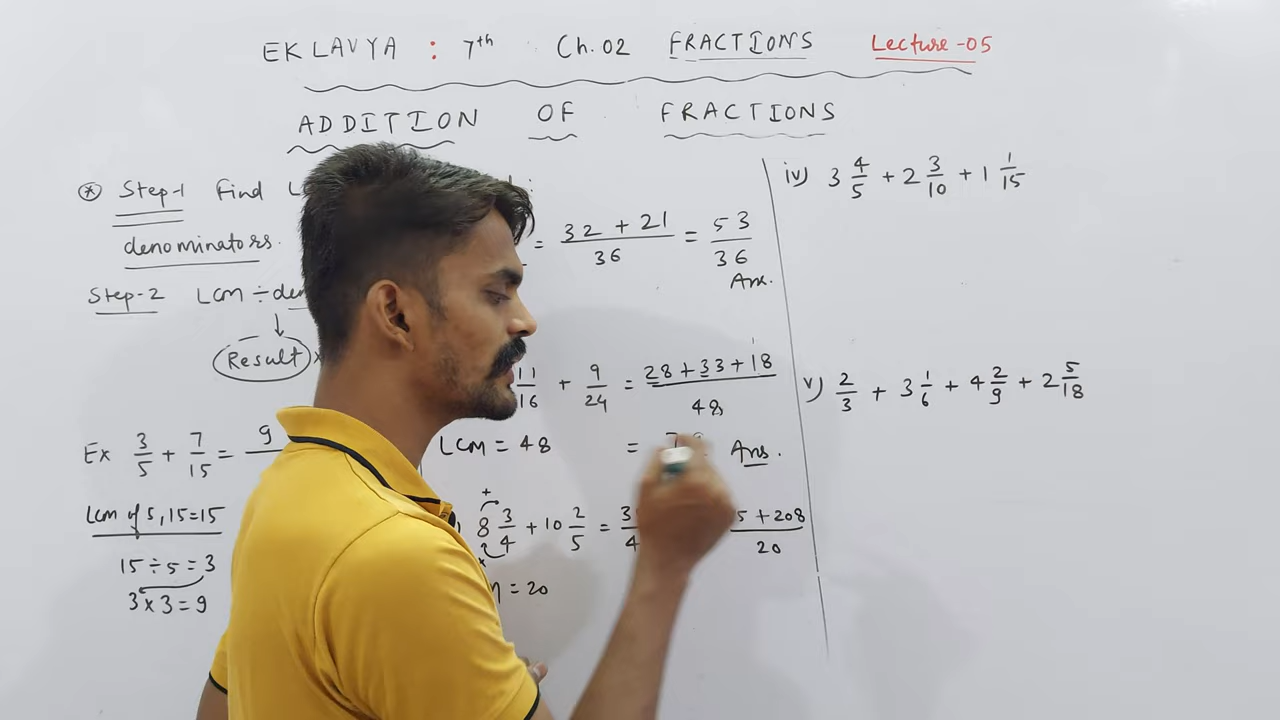 EKLAVYA : 7th Ch. 02 FRACTIONS Lecture-05
ADDITION OF FRACTIONS
⊛ Step-1 Find
denominators.
Step-2 LCM ÷
Result ×
Ex 3/5 + 7/15 = 9
LCM of 5, 15 = 15
15 ÷ 5 = 3
3 × 3 = 9
= 32 + 21/36 = 53/36
Ans.
11/16 + 9/24 = 28 + 33 + 18/48
LCM = 48
= Ans.
8 3/4 + 10 2/5 = 5 + 208/20
= 20
iv) 3 4/5 + 2 3/10 + 1 1/15
v) 2/3 + 3 1/6 + 4 2/9 + 2 5/18